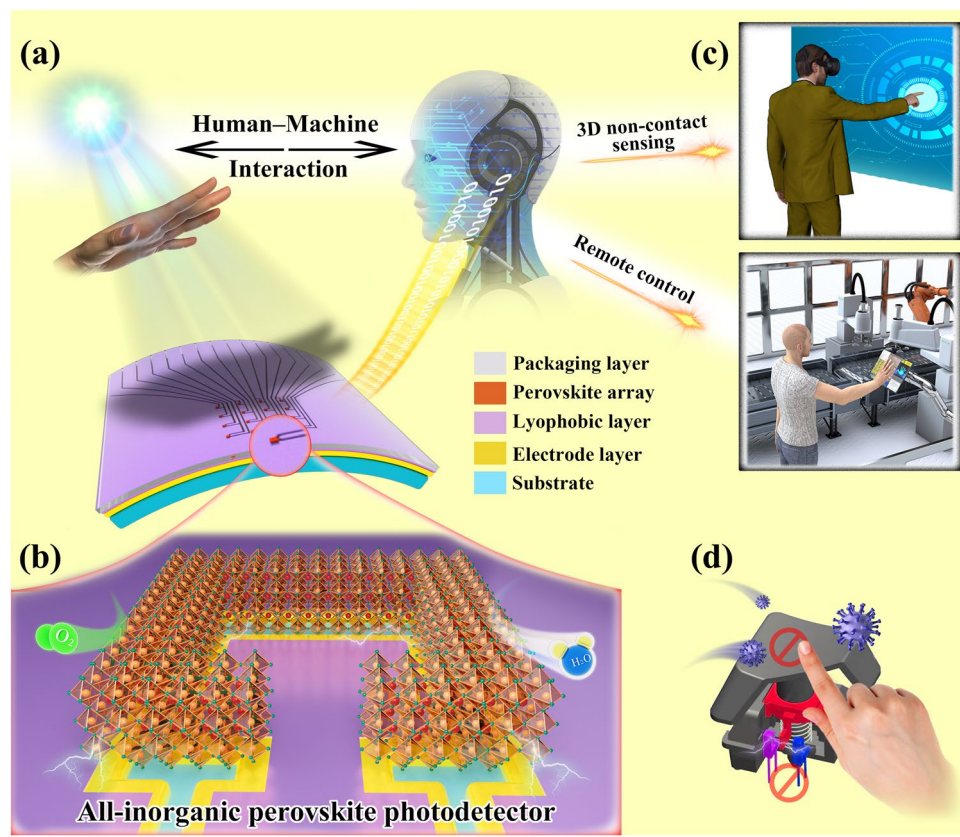 (a)
Human–Machine
Interaction
3D non-contact
sensing
Remote control
(c)
Packaging layer
Perovskite array
Lyophobic layer
Electrode layer
Substrate
(b)
O2
H2O
All-inorganic perovskite photodetector
(d)